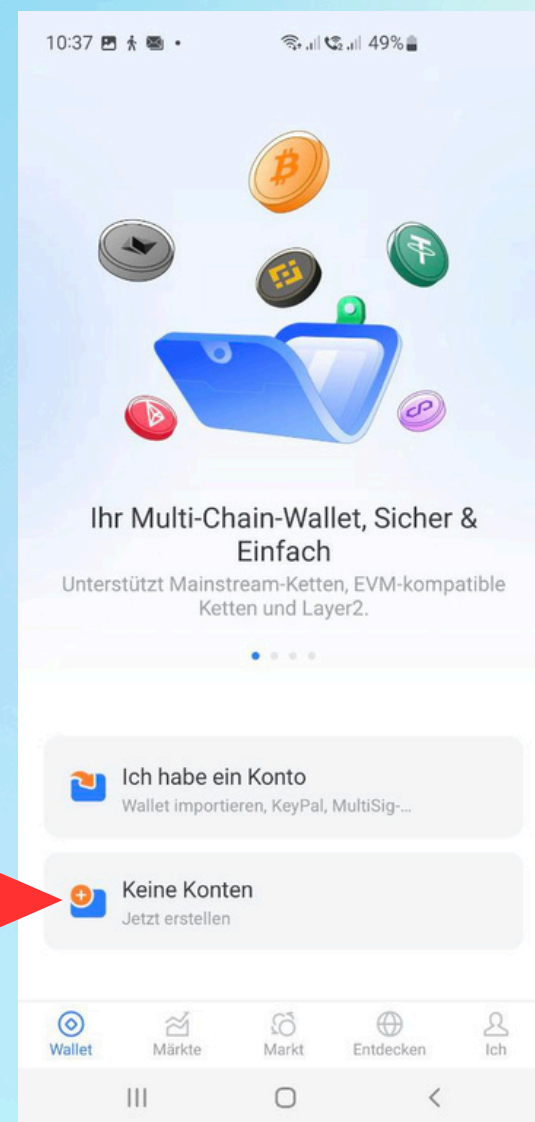 10:37
49%
Ihr Multi-Chain-Wallet, Sicher &
Einfach
Unterstützt Mainstream-Ketten, EVM-kompatible
Ketten und Layer2.
Ich habe ein Konto
Wallet importieren, KeyPal, MultiSig-...
Keine Konten
Jetzt erstellen
Wallet Märkte Markt Entdecken Ich